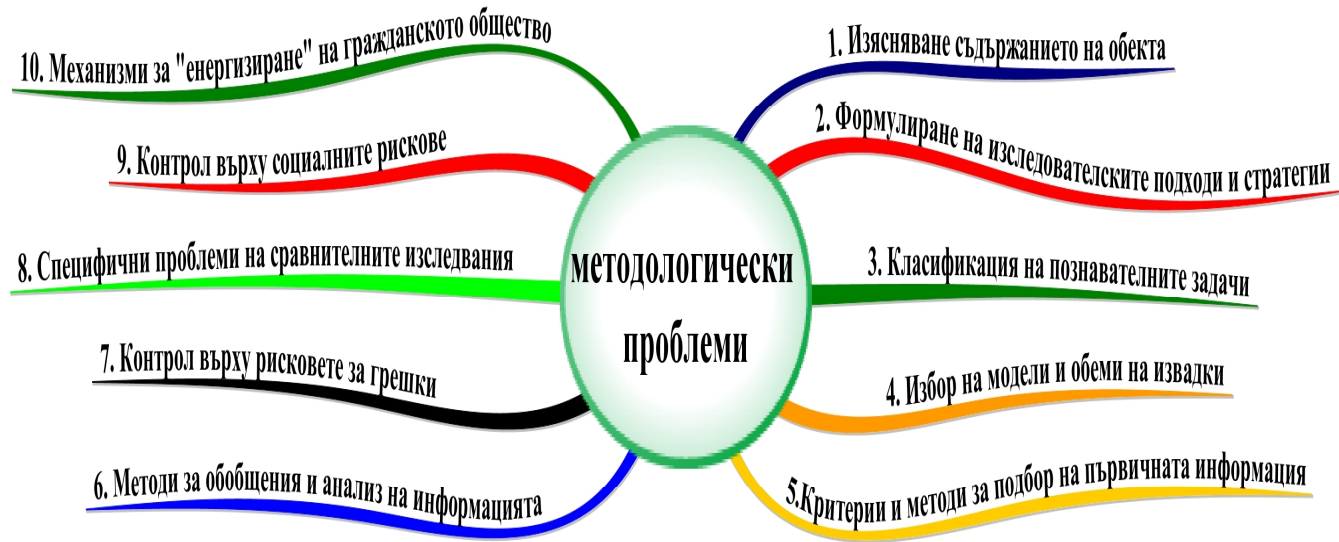 методологически
проблеми
1. Изясняване съдържанието на обекта
2. Формулиране на изследователските подходи и стратегии
3. Класификация на познавателните задачи
4. Избор на модели и обеми на извадки
5.Критерии и методи за подбор на първичната информация
6. Методи за обобщения и анализ на информацията
7. Контрол върху рисковете за грешки
8. Специфични проблеми на сравнителните изследвания
9. Контрол върху социалните рискове
10. Механизми за "енергизиране" на гражданското общество